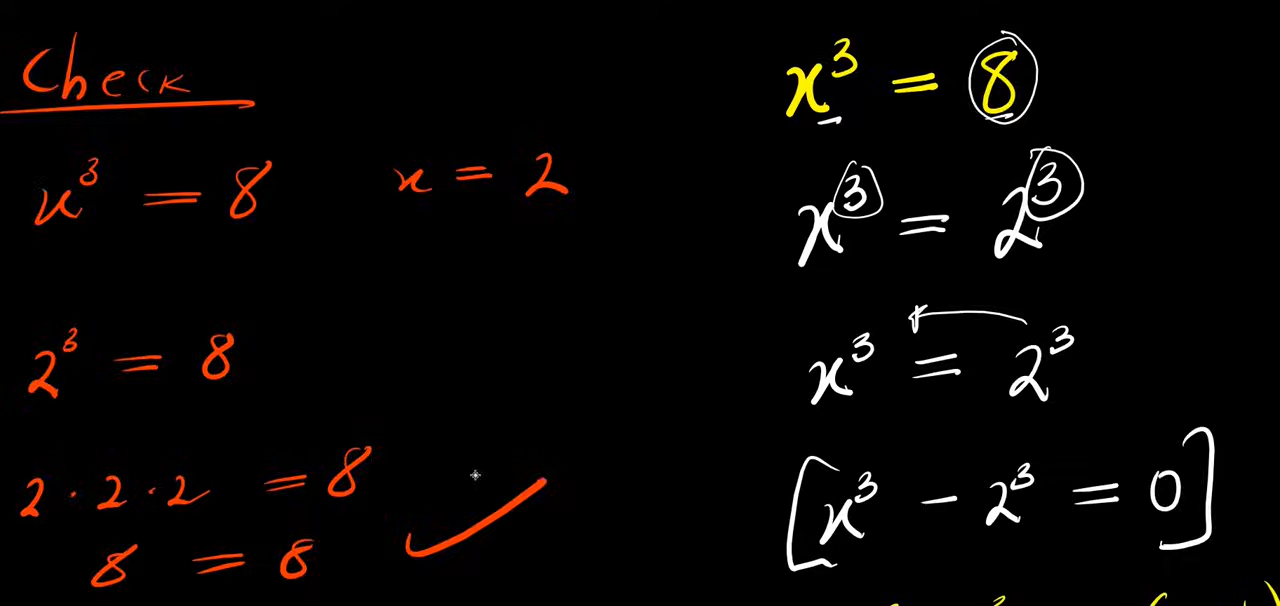 Check
x³ = 8 x = 2
2³ = 8
2 · 2 · 2 = 8
8 = 8
x³ = 8
x³ = 2³
x³ = 2³
[x³ - 2³ = 0]